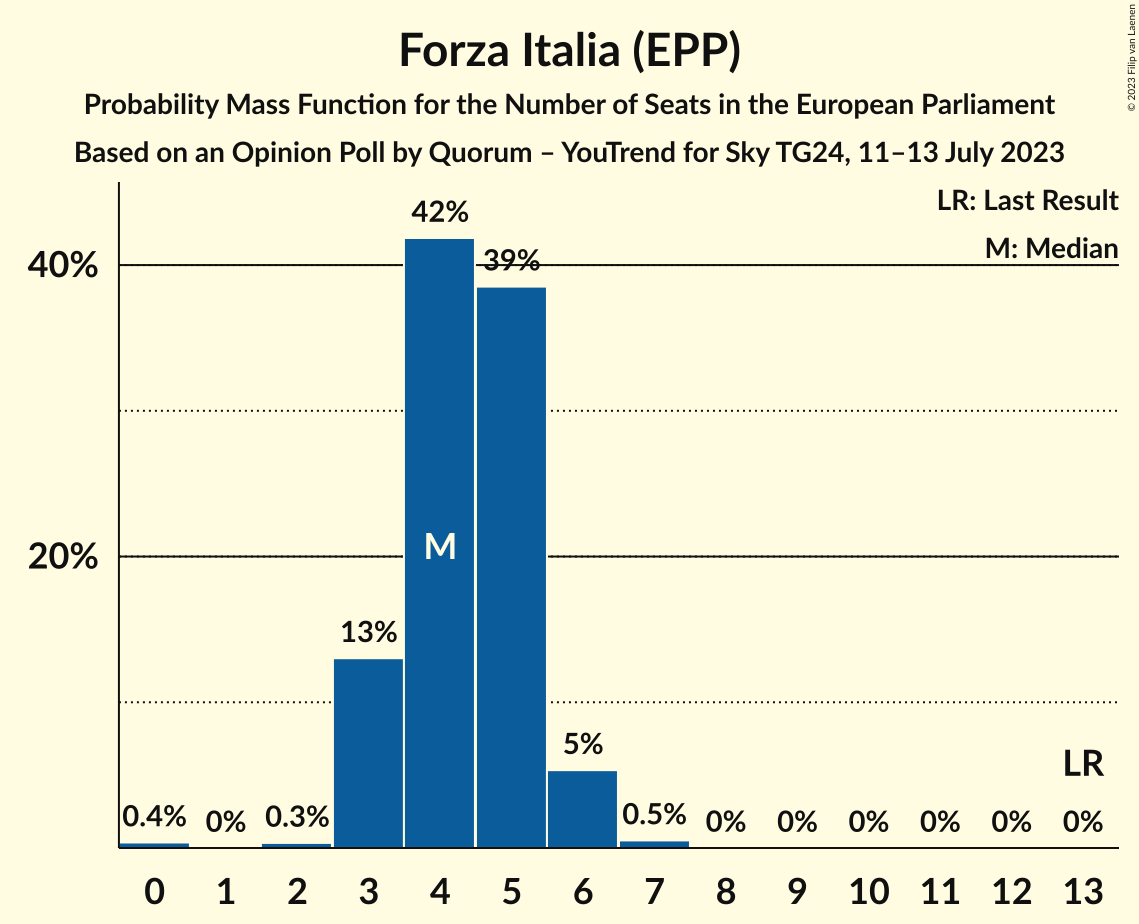 Forza Italia (EPP)
Probability Mass Function for the Number of Seats in the European Parliament
Based on an Opinion Poll by Quorum – YouTrend for Sky TG24, 11–13 July 2023
© 2023 Filip van Laenen
LR: Last Result
M: Median
40%
20%
0.4%
0%
0.3%
13%
42%
M
39%
5%
0.5%
0%
0%
0%
0%
0%
LR
0%
0 1 2 3 4 5 6 7 8 9 10 11 12 13